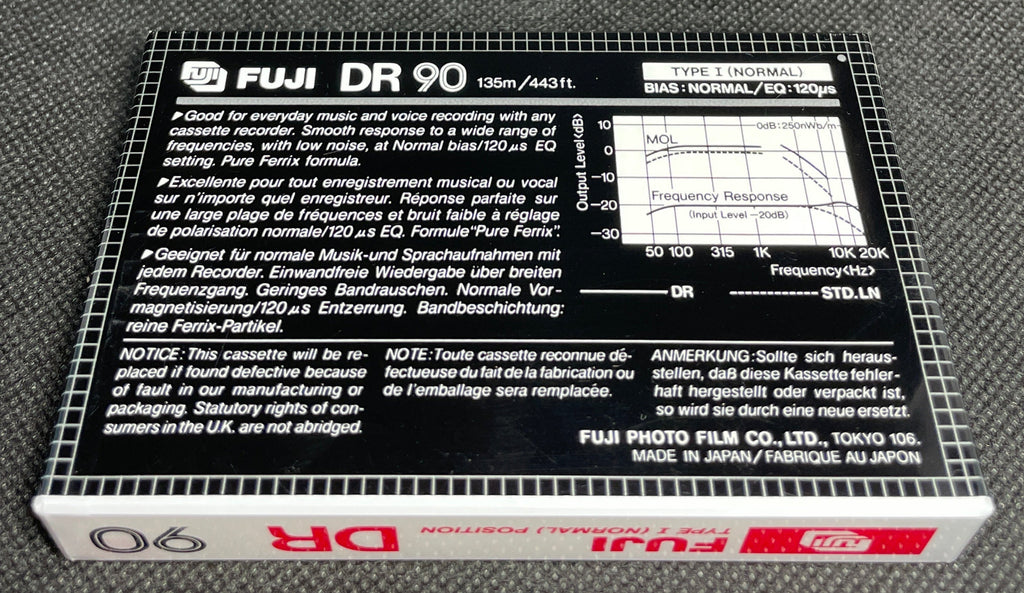 FUJI FUJI DR 90 135m/443ft.
TYPE I (NORMAL)
BIAS:NORMAL/EQ:120µs
▶Good for everyday music and voice recording with any
cassette recorder. Smooth response to a wide range of
frequencies, with low noise, at Normal bias/120µs EQ
setting. Pure Ferrix formula.
▶Excellente pour tout enregistrement musical ou vocal
sur n'importe quel enregistreur. Réponse parfaite sur
une large plage de fréquences et bruit faible à réglage
de polarisation normale/120µs EQ. Formule "Pure Ferrix".
▶Geeignet für normale Musik-und Sprachaufnahmen mit
jedem Recorder. Einwandfreie Wiedergabe über breiten
Frequenzgang. Geringes Bandrauschen. Normale Vor-
magnetisierung/120µs Entzerrung. Bandbeschichtung:
reine Ferrix-Partikel.
Output Level<dB>
10
0
-10
-20
-30
0dB:250nWb/m
MOL
Frequency Response
(Input Level -20dB)
50 100 315 1K 10K 20K
Frequency<Hz>
DR STD.LN
NOTICE:This cassette will be re-
placed if found defective because
of fault in our manufacturing or
packaging. Statutory rights of con-
sumers in the U.K. are not abridged.
NOTE:Toute cassette reconnue dé-
fectueuse du fait de la fabrication ou
de l'emballage sera remplacée.
ANMERKUNG:Sollte sich heraus-
stellen, daß diese Kassette fehler-
haft hergestellt oder verpackt ist,
so wird sie durch eine neue ersetzt.
FUJI PHOTO FILM CO.,LTD., TOKYO 106.
MADE IN JAPAN/FABRIQUE AU JAPON
FUJI FUJI TYPE I (NORMAL) POSITION DR 90